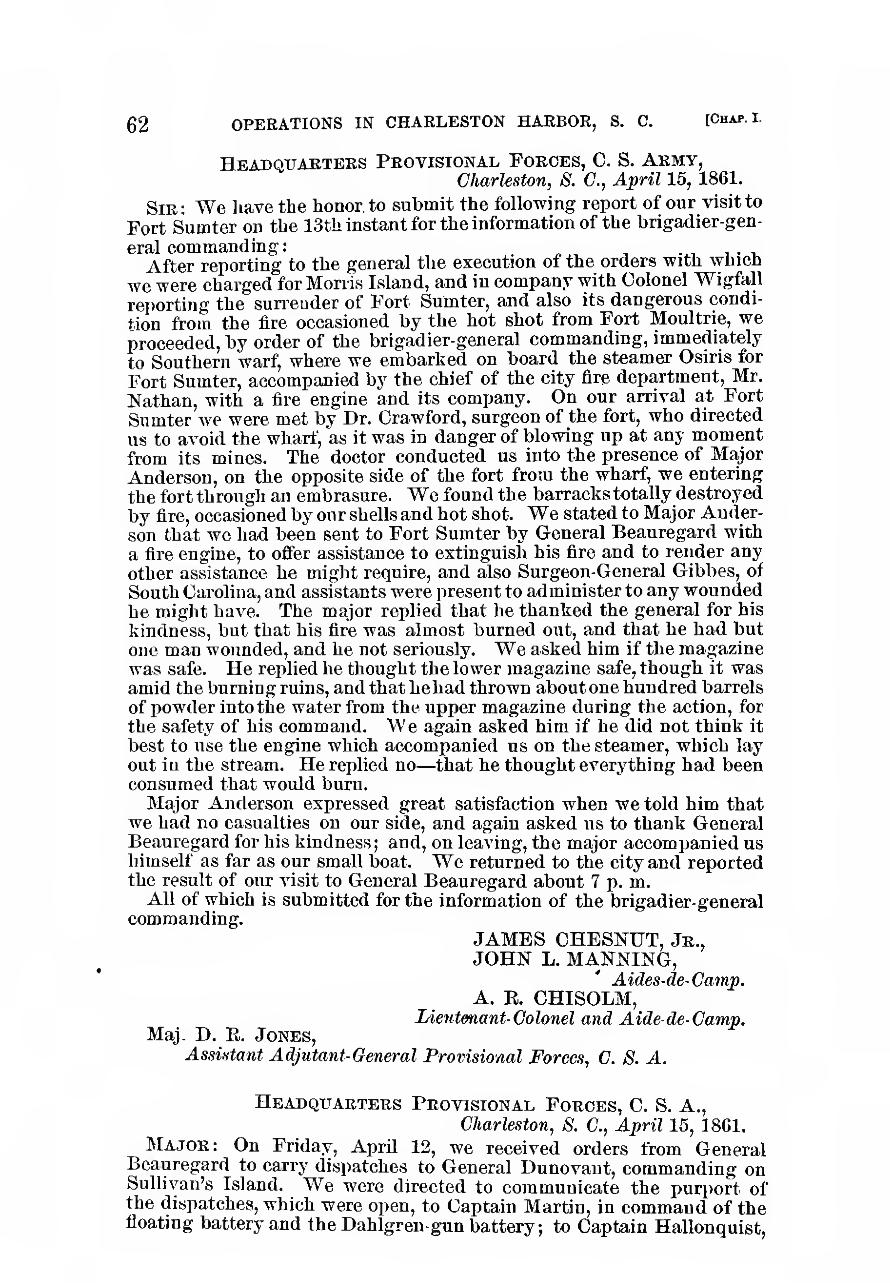 62 OPERATIONS IN CHARLESTON HARBOR, S. C. [CHAP. I.
HEADQUARTERS PROVISIONAL FORCES, C. S. ARMY,
Charleston, S. C., April 15, 1861.
SIR: We have the honor to submit the following report of our visit to
Fort Sumter on the 13th instant for the information of the brigadier-gen-
eral commanding:
After reporting to the general the execution of the orders with which
we were charged for Morris Island, and in company with Colonel Wigfall
reporting the surrender of Fort Sumter, and also its dangerous condi-
tion from the fire occasioned by the hot shot from Fort Moultrie, we
proceeded, by order of the brigadier-general commanding, immediately
to Southern warf, where we embarked on board the steamer Osiris for
Fort Sumter, accompanied by the chief of the city fire department, Mr.
Nathan, with a fire engine and its company. On our arrival at Fort
Sumter we were met by Dr. Crawford, surgeon of the fort, who directed
us to avoid the wharf, as it was in danger of blowing up at any moment
from its mines. The doctor conducted us into the presence of Major
Anderson, on the opposite side of the fort from the wharf, we entering
the fort through an embrasure. We found the barracks totally destroyed
by fire, occasioned by our shells and hot shot. We stated to Major Ander-
son that we had been sent to Fort Sumter by General Beauregard with
a fire engine, to offer assistance to extinguish his fire and to render any
other assistance he might require, and also Surgeon-General Gibbes, of
South Carolina, and assistants were present to administer to any wounded
he might have. The major replied that he thanked the general for his
kindness, but that his fire was almost burned out, and that he had but
one man wounded, and he not seriously. We asked him if the magazine
was safe. He replied he thought the lower magazine safe, though it was
amid the burning ruins, and that he had thrown about one hundred barrels
of powder into the water from the upper magazine during the action, for
the safety of his command. We again asked him if he did not think it
best to use the engine which accompanied us on the steamer, which lay
out in the stream. He replied no—that he thought everything had been
consumed that would burn.
Major Anderson expressed great satisfaction when we told him that
we had no casualties on our side, and again asked us to thank General
Beauregard for his kindness; and, on leaving, the major accompanied us
himself as far as our small boat. We returned to the city and reported
the result of our visit to General Beauregard about 7 p. m.
All of which is submitted for the information of the brigadier-general
commanding.
JAMES CHESNUT, JR.,
JOHN L. MANNING,
Aides-de-Camp.
A. R. CHISOLM,
Lieutenant-Colonel and Aide-de-Camp.
Maj. D. R. JONES,
Assistant Adjutant-General Provisional Forces, C. S. A.
HEADQUARTERS PROVISIONAL FORCES, C. S. A.,
Charleston, S. C., April 15, 1861.
MAJOR: On Friday, April 12, we received orders from General
Beauregard to carry dispatches to General Dunovant, commanding on
Sullivan's Island. We were directed to communicate the purport of
the dispatches, which were open, to Captain Martin, in command of the
floating battery and the Dahlgren-gun battery; to Captain Hallonquist,